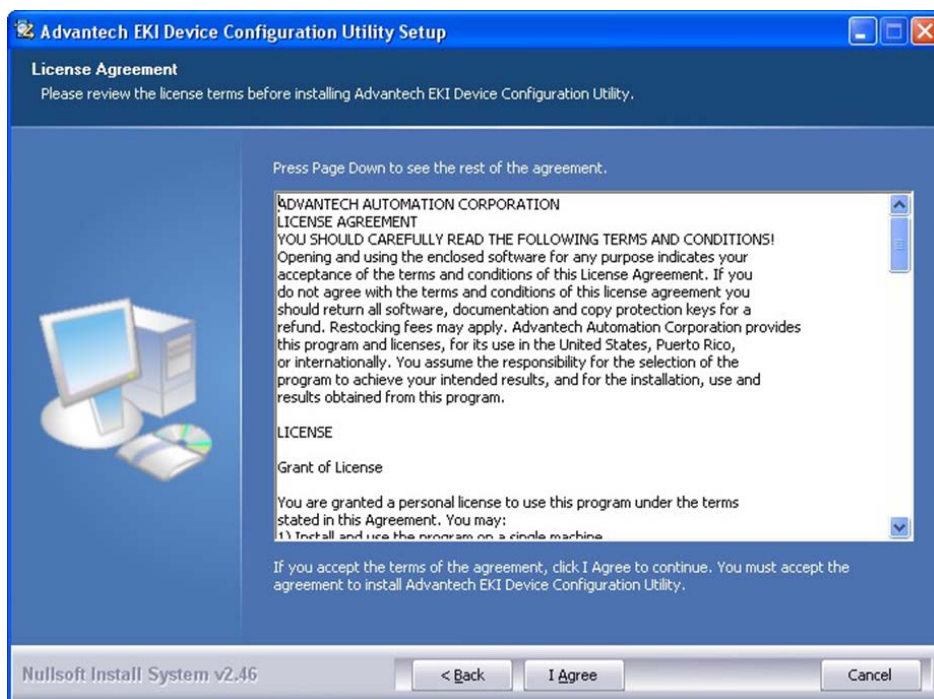 Advantech EKI Device Configuration Utility Setup
License Agreement
Please review the license terms before installing Advantech EKI Device Configuration Utility.
Press Page Down to see the rest of the agreement.
ADVANTECH AUTOMATION CORPORATION
LICENSE AGREEMENT
YOU SHOULD CAREFULLY READ THE FOLLOWING TERMS AND CONDITIONS!
Opening and using the enclosed software for any purpose indicates your
acceptance of the terms and conditions of this License Agreement. If you
do not agree with the terms and conditions of this license agreement you
should return all software, documentation and copy protection keys for a
refund. Restocking fees may apply. Advantech Automation Corporation provides
this program and licenses, for its use in the United States, Puerto Rico,
or internationally. You assume the responsibility for the selection of the
program to achieve your intended results, and for the installation, use and
results obtained from this program.
LICENSE
Grant of License
You are granted a personal license to use this program under the terms
stated in this Agreement. You may:
1) Install and use the program on a single machine
If you accept the terms of the agreement, click I Agree to continue. You must accept the
agreement to install Advantech EKI Device Configuration Utility.
Nullsoft Install System v2.46
< Back
I Agree
Cancel